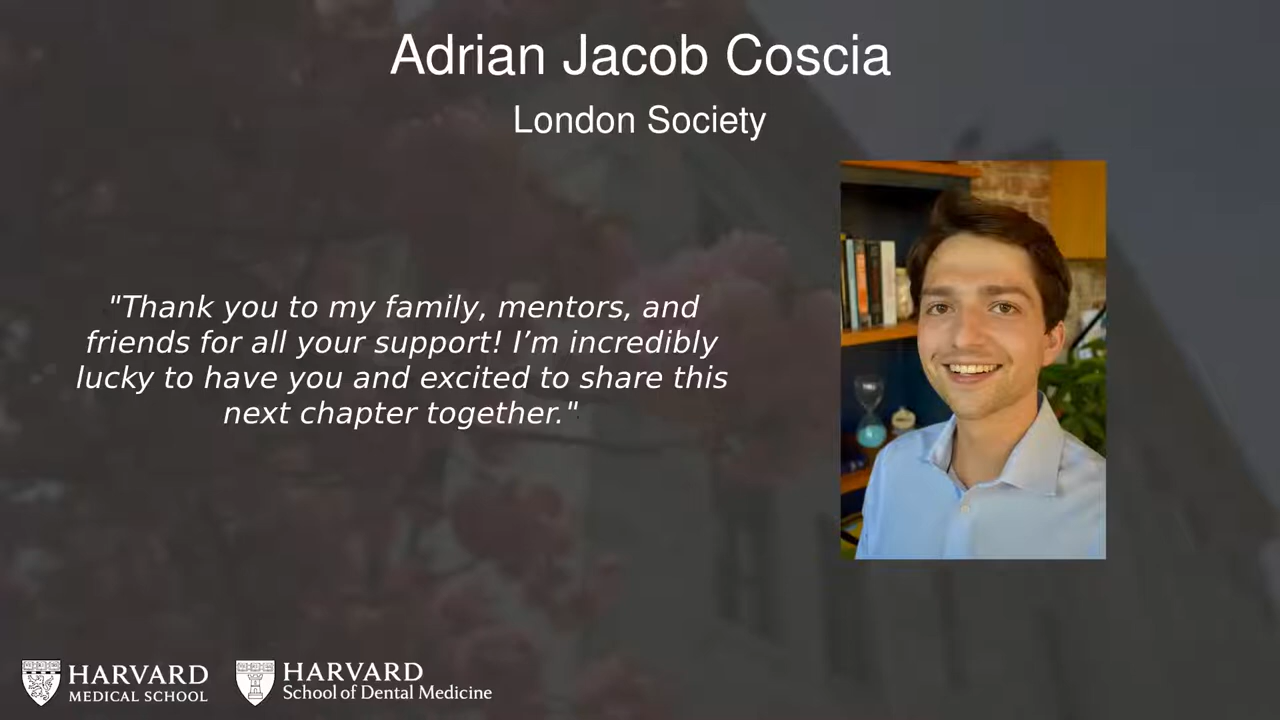 Adrian Jacob Coscia
London Society
"Thank you to my family, mentors, and
friends for all your support! I’m incredibly
lucky to have you and excited to share this
next chapter together."
HARVARD
MEDICAL SCHOOL
HARVARD
School of Dental Medicine